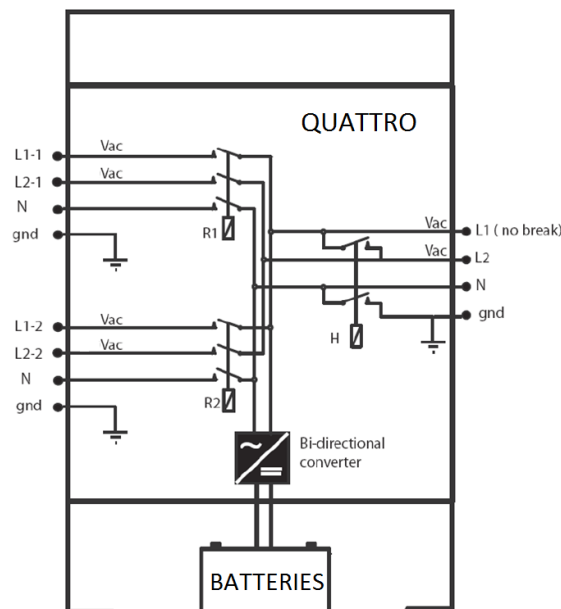 QUATTRO
L1-1 Vac
L2-1 Vac
N
gnd
R1
Vac L1 ( no break)
Vac L2
N
gnd
H
L1-2 Vac
L2-2 Vac
N
gnd
R2
Bi-directional
converter
BATTERIES